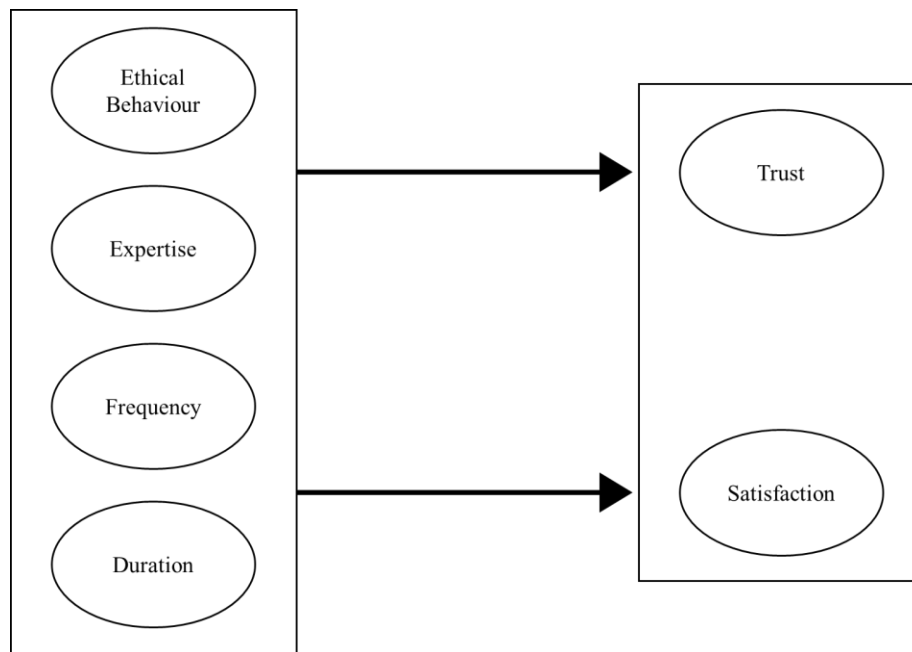 Ethical
Behaviour
Expertise
Frequency
Duration
Trust
Satisfaction